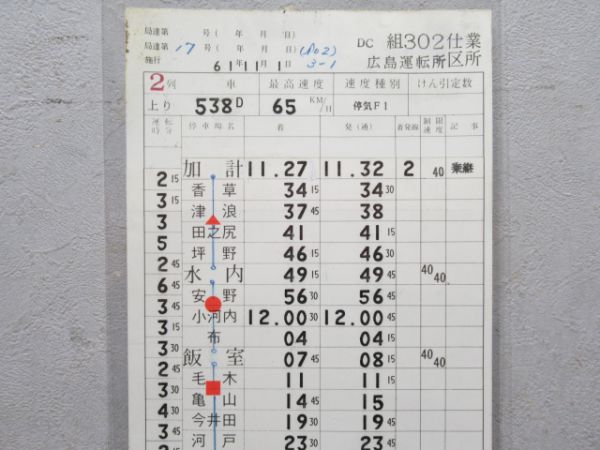 局達第　号(　年　月　日)
局達第 17 号(　年　月　日) (P02) DC 組302仕業
施行 61年11月1日 3-1 広島運転所区所
2列 車 最高速度 速度種別 けん引定数
上り 538D 65 KM/H 停気F1
運転時分 停車場名 着 発(通) 着発線 制限速度 記事
加計 11.27 11.32 2 40 乗継
2 15
香草 34 15 34 30
3 15
津浪 37 45 38
3
田之尻 41 41 15
5
坪野 46 15 46 30
2 45
水内 49 15 49 45 40 40
6 45
安野 56 30 56 45
3 45
小河内 12.00 30 12.00 45
3 15
布 04 04 15
3 30
飯室 07 45 08 15 40 40
2 45
毛木 11 11 15
3 30
亀山 14 45 15
4 30
今井田 19 30 19 45
3 45
河戸 23 30 23 45
2